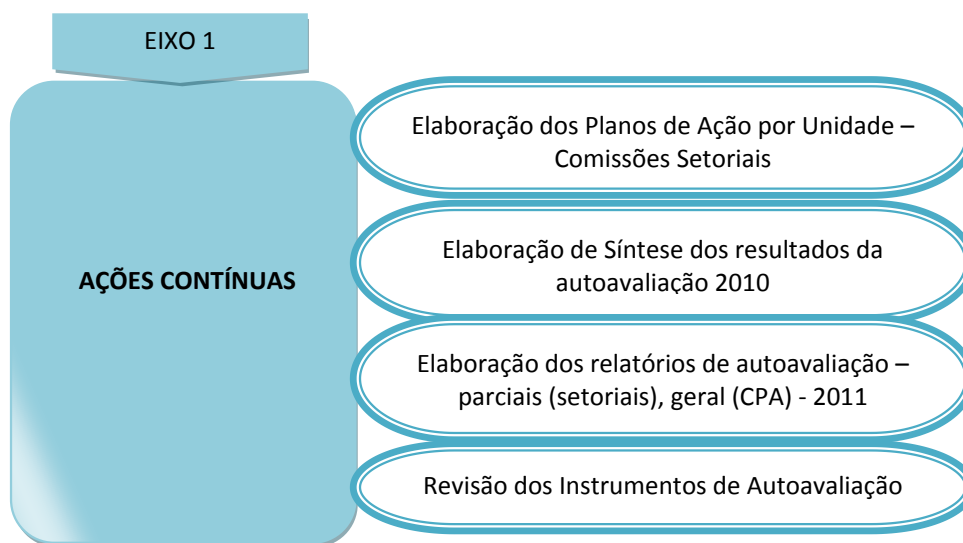 EIXO 1
AÇÕES CONTÍNUAS
Elaboração dos Planos de Ação por Unidade –
Comissões Setoriais
Elaboração de Síntese dos resultados da
autoavaliação 2010
Elaboração dos relatórios de autoavaliação –
parciais (setoriais), geral (CPA) - 2011
Revisão dos Instrumentos de Autoavaliação